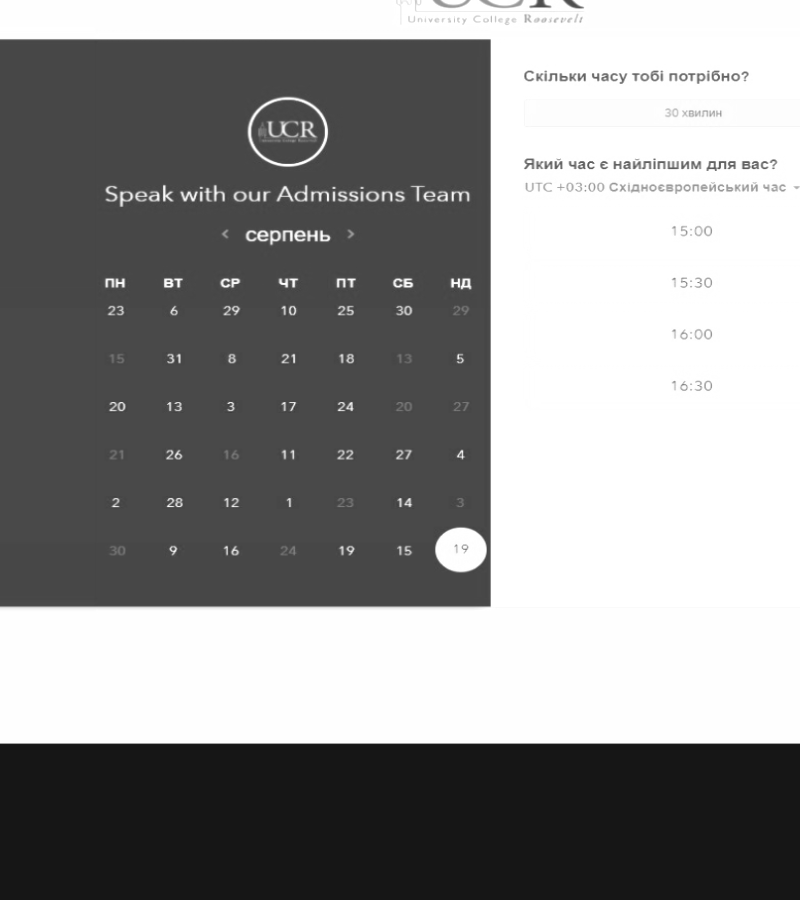 UCR
University College Roosevelt
UCR
Speak with our Admissions Team
< серпень >
ПН ВТ СР ЧТ ПТ СБ НД
23 6 29 10 25 30 29
15 31 8 21 18 13 5
20 13 3 17 24 20 27
21 26 16 11 22 27 4
2 28 12 1 23 14 3
30 9 16 24 19 15 19
Скільки часу тобі потрібно?
30 хвилин
Який час є найліпшим для вас?
UTC +03:00 Східноєвропейський час
15:00
15:30
16:00
16:30